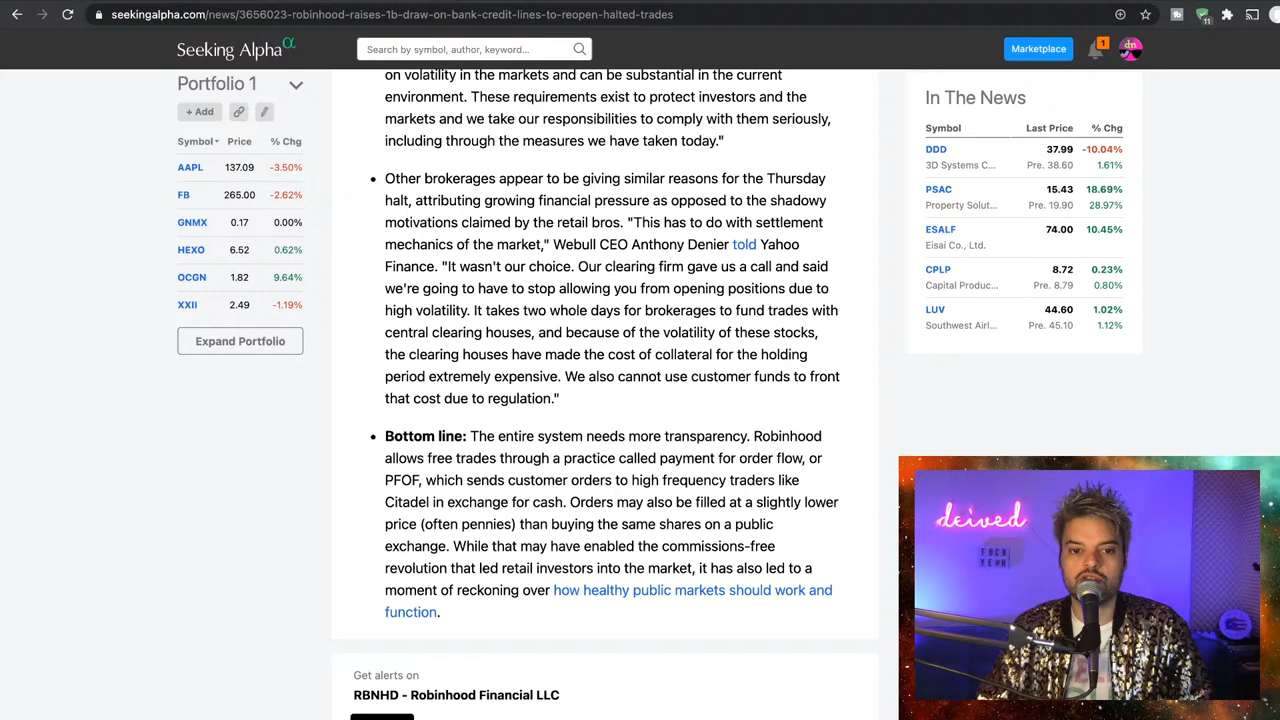 seekingalpha.com/news/3656023-robinhood-raises-1b-draw-on-bank-credit-lines-to-reopen-halted-trades
11
Seeking Alpha α
Search by symbol, author, keyword...
Marketplace
1
dm
Portfolio 1
+ Add
Symbol Price % Chg
AAPL 137.09 -3.50%
FB 265.00 -2.62%
GNMX 0.17 0.00%
HEXO 6.52 0.62%
OCGN 1.82 9.64%
XXII 2.49 -1.19%
Expand Portfolio
on volatility in the markets and can be substantial in the current
environment. These requirements exist to protect investors and the
markets and we take our responsibilities to comply with them seriously,
including through the measures we have taken today."
• Other brokerages appear to be giving similar reasons for the Thursday
halt, attributing growing financial pressure as opposed to the shadowy
motivations claimed by the retail bros. "This has to do with settlement
mechanics of the market," Webull CEO Anthony Denier told Yahoo
Finance. "It wasn't our choice. Our clearing firm gave us a call and said
we're going to have to stop allowing you from opening positions due to
high volatility. It takes two whole days for brokerages to fund trades with
central clearing houses, and because of the volatility of these stocks,
the clearing houses have made the cost of collateral for the holding
period extremely expensive. We also cannot use customer funds to front
that cost due to regulation."
• Bottom line: The entire system needs more transparency. Robinhood
allows free trades through a practice called payment for order flow, or
PFOF, which sends customer orders to high frequency traders like
Citadel in exchange for cash. Orders may also be filled at a slightly lower
price (often pennies) than buying the same shares on a public
exchange. While that may have enabled the commissions-free
revolution that led retail investors into the market, it has also led to a
moment of reckoning over how healthy public markets should work and
function.
Get alerts on
RBNHD - Robinhood Financial LLC
In The News
Symbol Last Price % Chg
DDD 37.99 -10.04%
3D Systems C... Pre. 38.60 1.61%
PSAC 15.43 18.69%
Property Solut... Pre. 19.90 28.97%
ESALF 74.00 10.45%
Eisai Co., Ltd.
CPLP 8.72 0.23%
Capital Produc... Pre. 8.79 0.80%
LUV 44.60 1.02%
Southwest Airl... Pre. 45.10 1.12%
deived
FUCK
YEAH